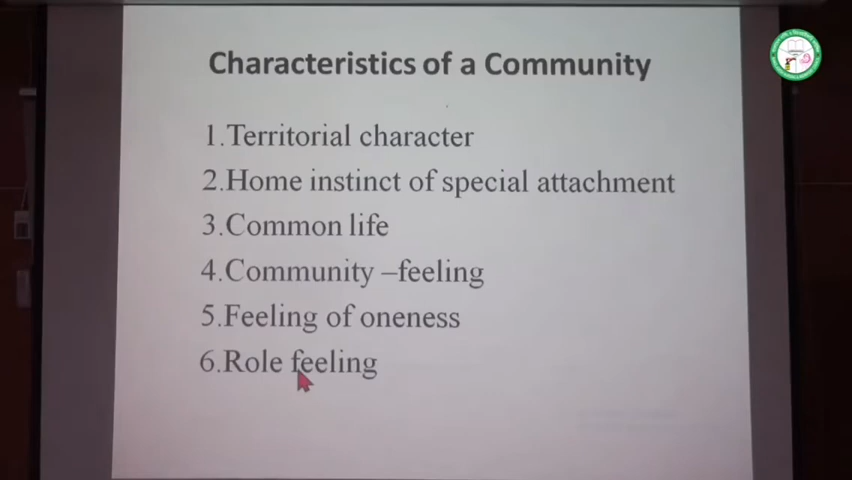 Characteristics of a Community
1.Territorial character
2.Home instinct of special attachment
3.Common life
4.Community –feeling
5.Feeling of oneness
6.Role feeling